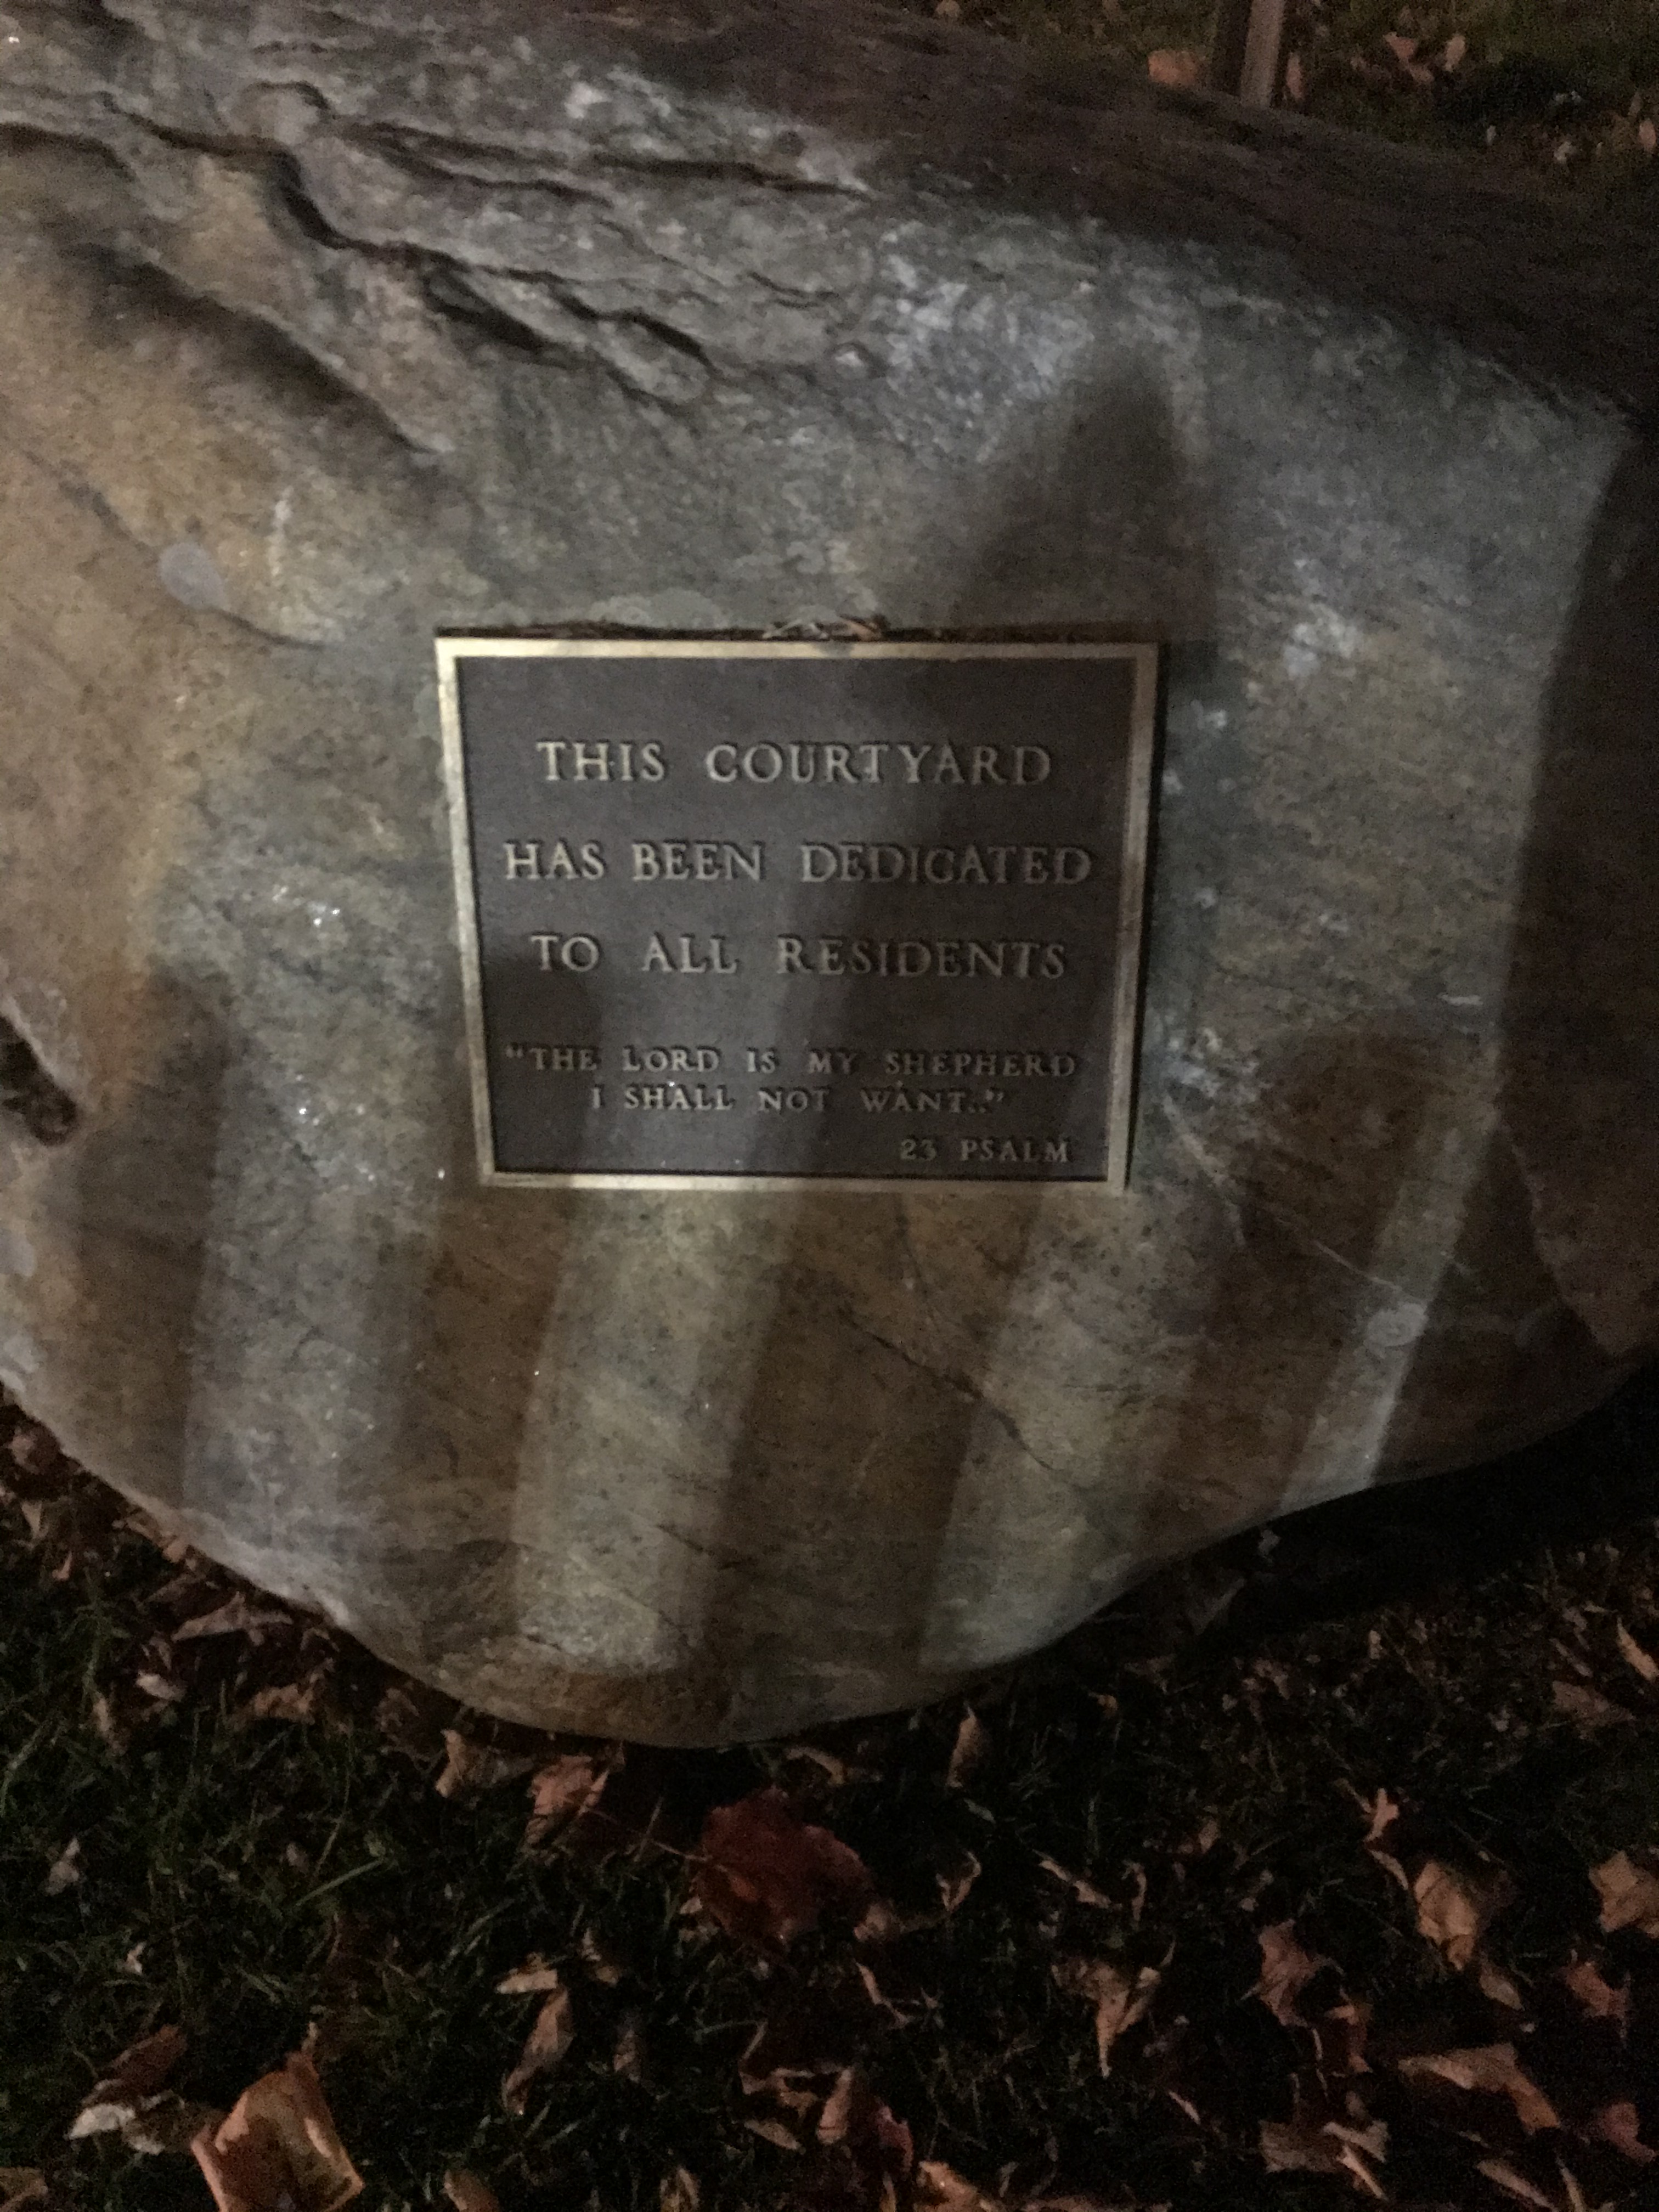 THIS COURTYARD
HAS BEEN DEDICATED
TO ALL RESIDENTS
"THE LORD IS MY SHEPHERD
I SHALL NOT WANT.."
23 PSALM